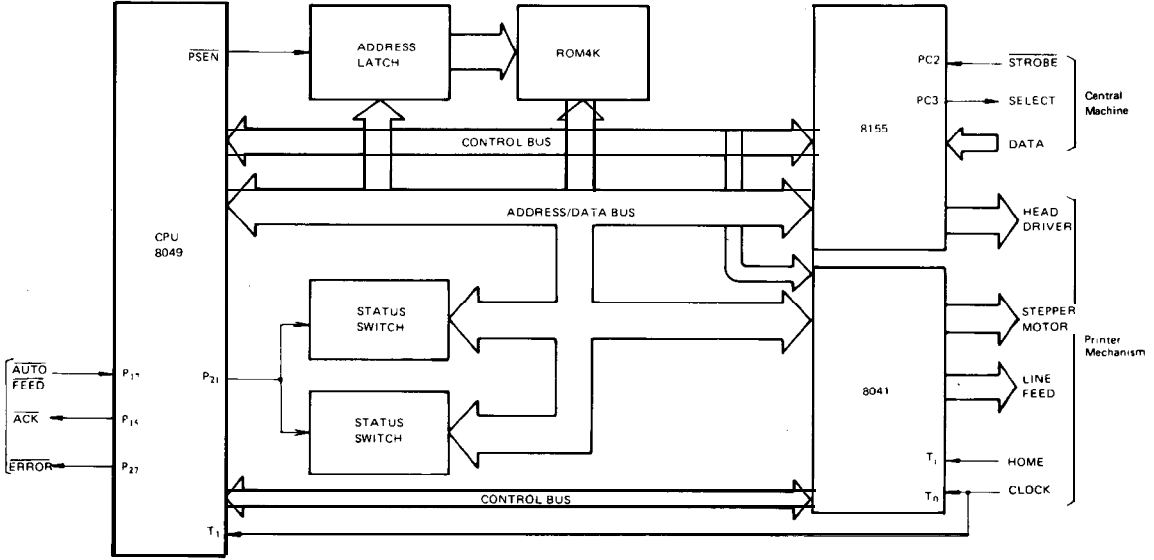 PSEN
ADDRESS
LATCH
ROM4K
PC2
STROBE
PC3
SELECT
Central
Machine
8155
DATA
CONTROL BUS
ADDRESS/DATA BUS
HEAD
DRIVER
CPU
8049
STATUS
SWITCH
STEPPER
MOTOR
Printer
Mechanism
AUTO
FEED
P21
8041
LINE
FEED
ACK
STATUS
SWITCH
ERROR
P27
HOME
CONTROL BUS
T0
CLOCK
T1